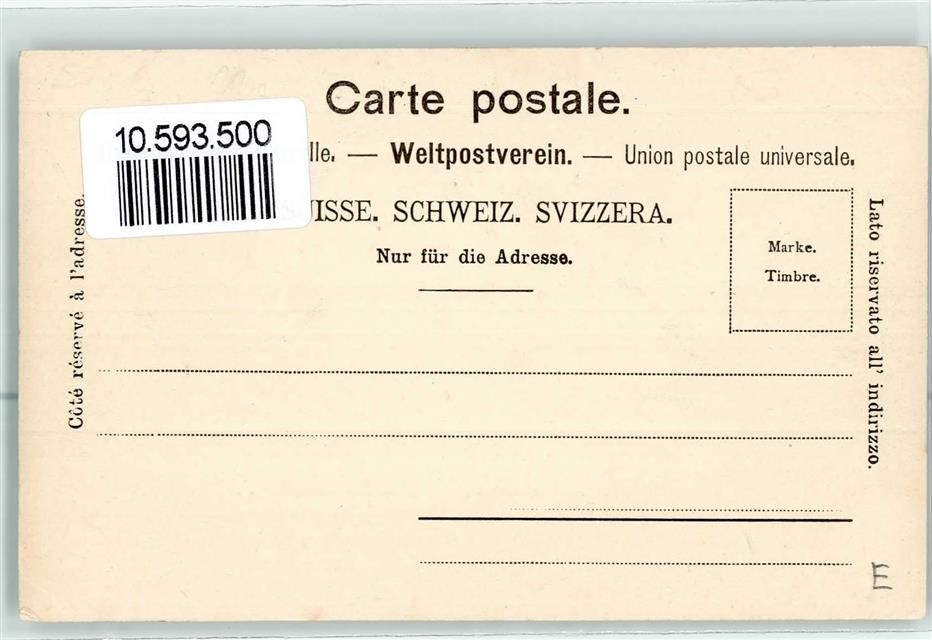 Carte postale.
10.593.500
lle. — Weltpostverein. — Union postale universale.
UISSE. SCHWEIZ. SVIZZERA.
Nur für die Adresse.
Marke.
Timbre.
Côté réservé à l'adresse.
Lato riservato all' indirizzo.
E